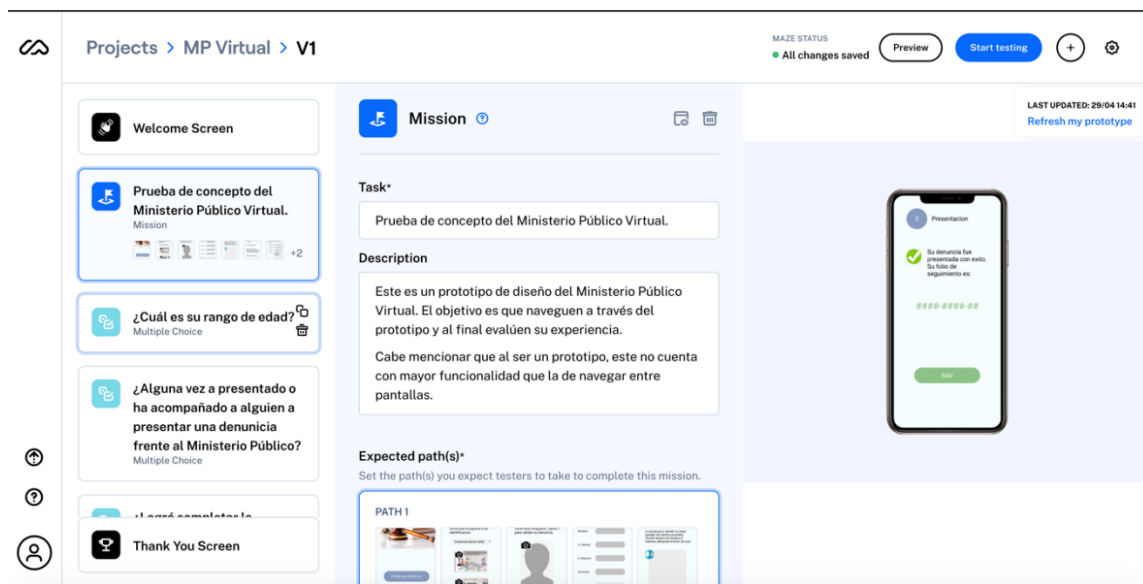 Projects > MP Virtual > V1
MAZE STATUS
All changes saved
Preview
Start testing
+
Welcome Screen
Prueba de concepto del
Ministerio Público Virtual.
Mission
+2
¿Cuál es su rango de edad?
Multiple Choice
¿Alguna vez a presentado o
ha acompañado a alguien a
presentar una denunicia
frente al Ministerio Público?
Multiple Choice
Thank You Screen
Mission
Task*
Prueba de concepto del Ministerio Público Virtual.
Description
Este es un prototipo de diseño del Ministerio Público
Virtual. El objetivo es que naveguen a través del
prototipo y al final evalúen su experiencia.
Cabe mencionar que al ser un prototipo, este no cuenta
con mayor funcionalidad que la de navegar entre
pantallas.
Expected path(s)*
Set the path(s) you expect testers to take to complete this mission.
PATH 1
LAST UPDATED: 29/04 14:41
Refresh my prototype
Presentacion
Su denuncia fue
presentada con exito.
Su folio de
seguimiento es:
####-####-##
Salir